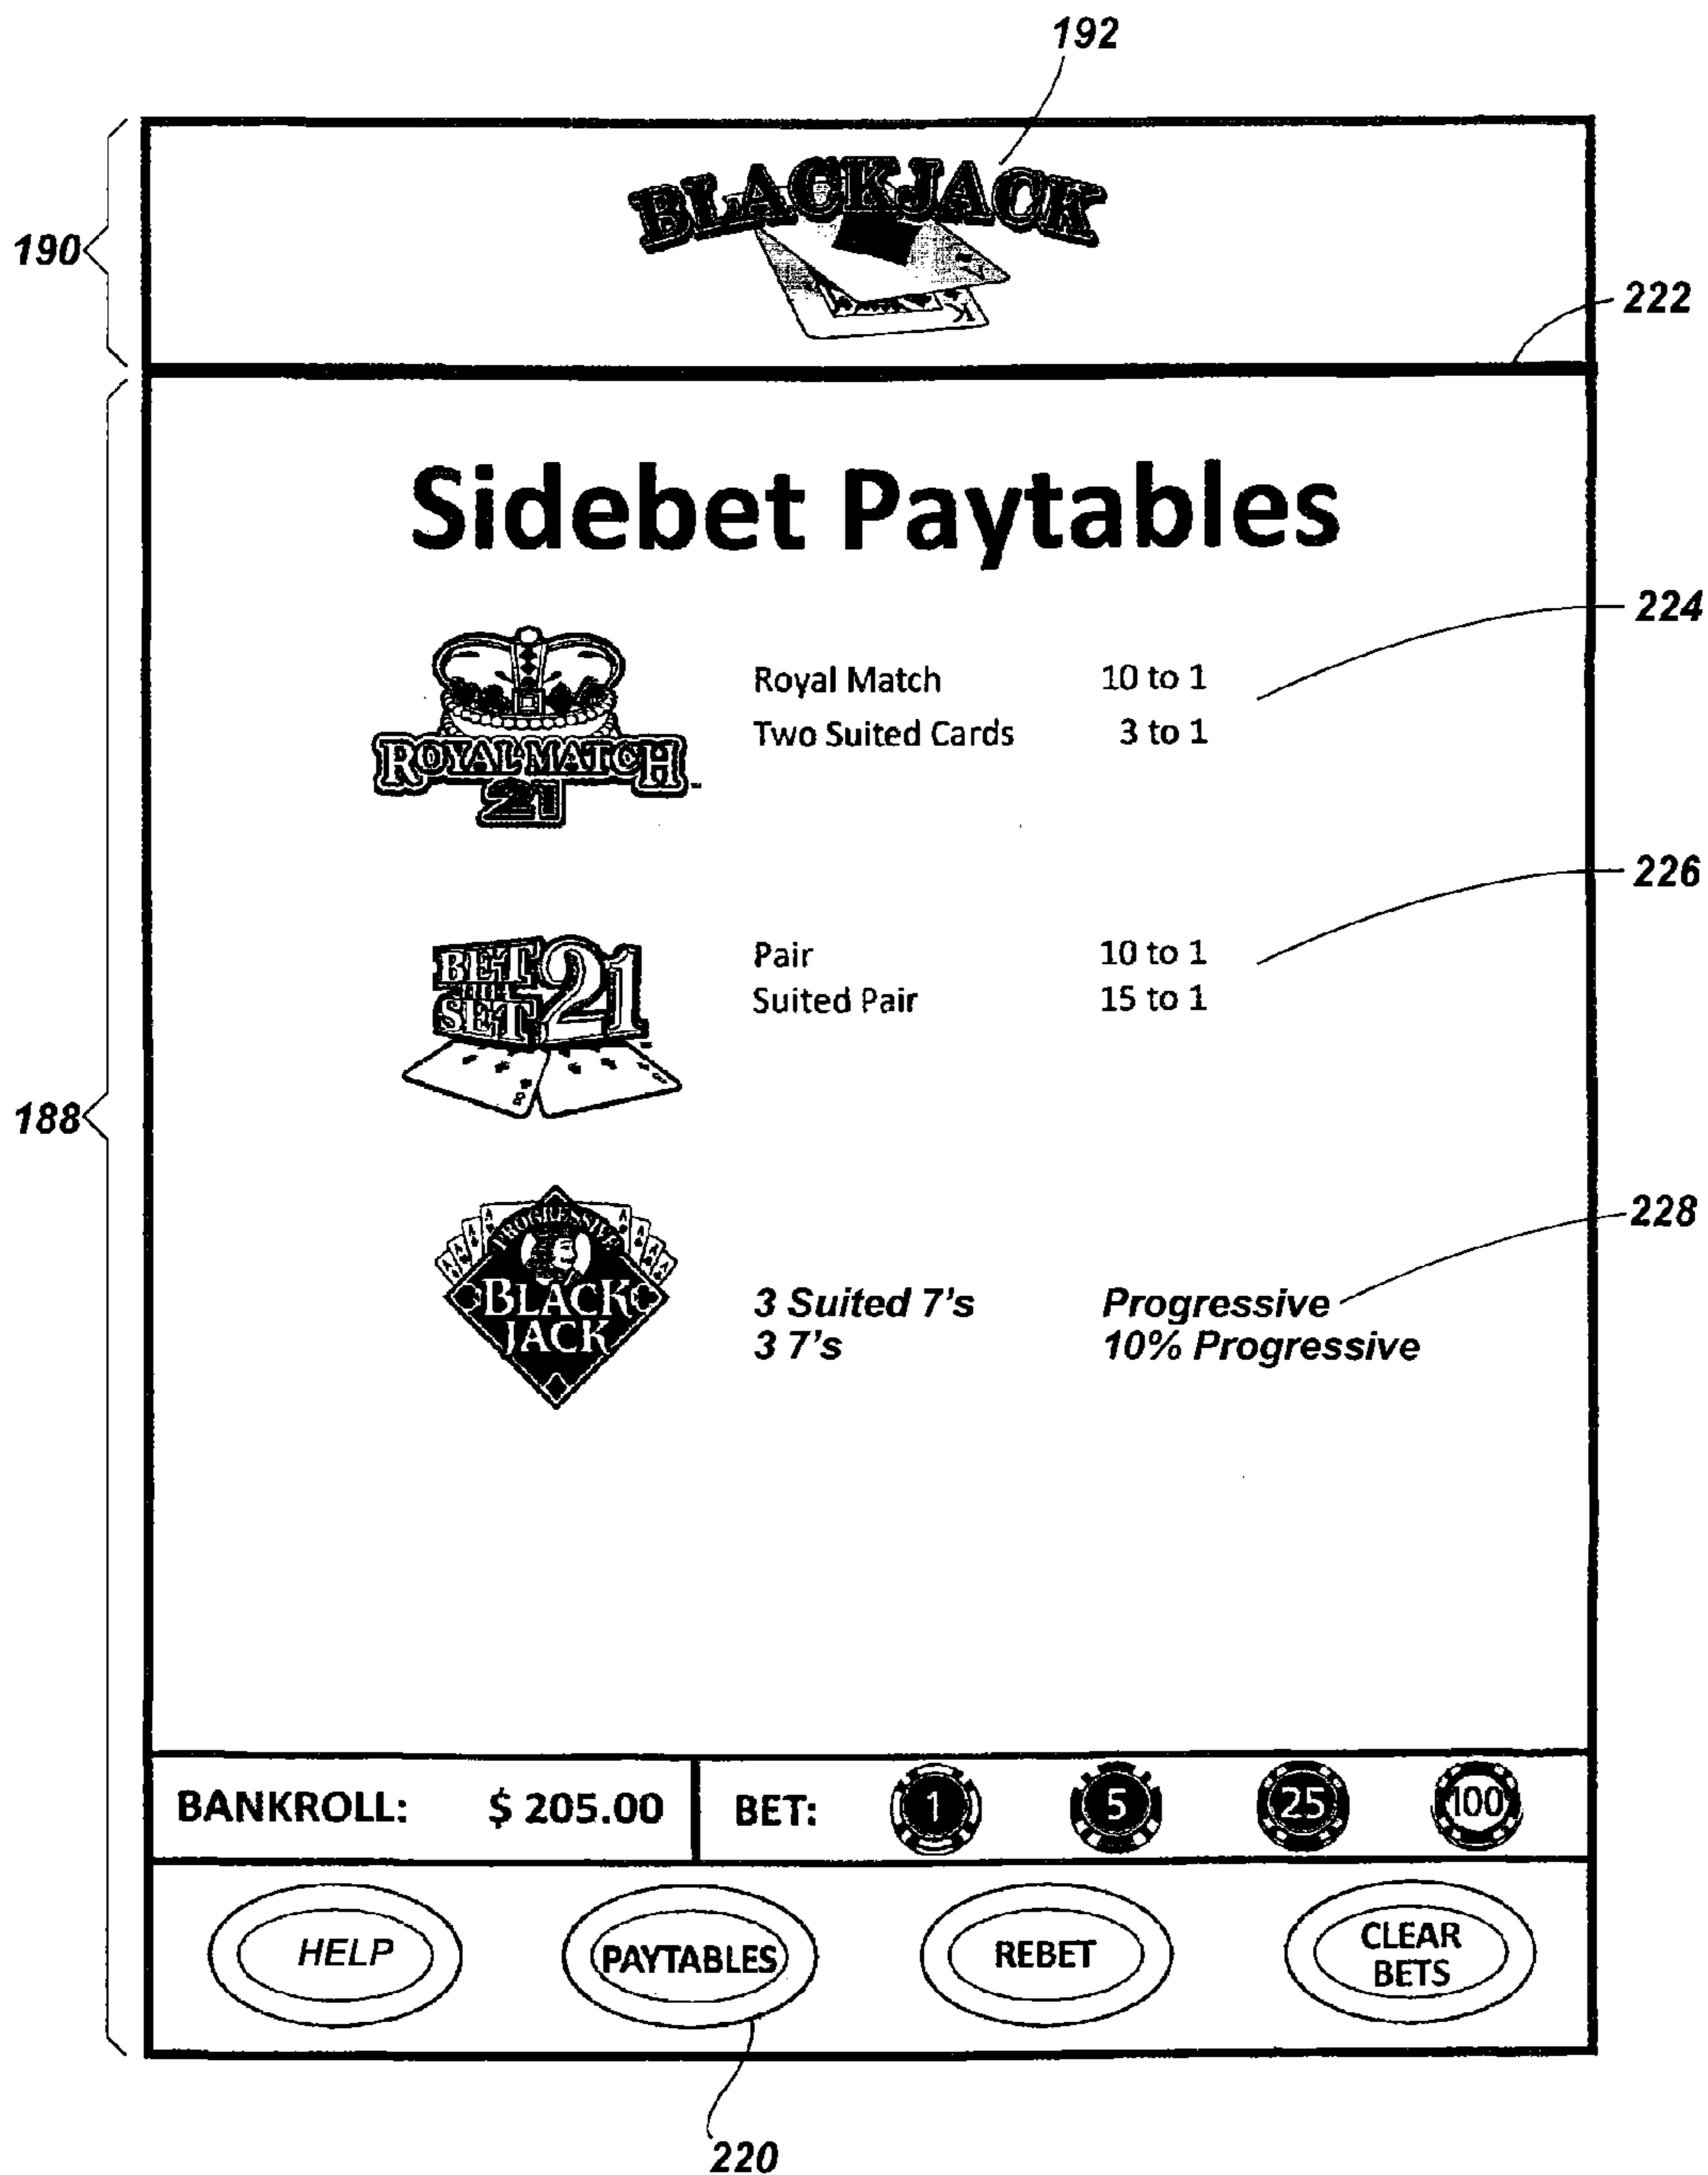 192
BLACKJACK
190
K
222
Sidebet Paytables
224
Royal Match 10 to 1
Two Suited Cards 3 to 1
ROYAL MATCH
21
226
BET THE SET 21
Pair 10 to 1
Suited Pair 15 to 1
8
188
228
PROGRESSIVE
BLACK
JACK
3 Suited 7's Progressive
3 7's 10% Progressive
BANKROLL: $ 205.00 BET: 1 5 25 100
HELP PAYTABLES REBET CLEAR BETS
220